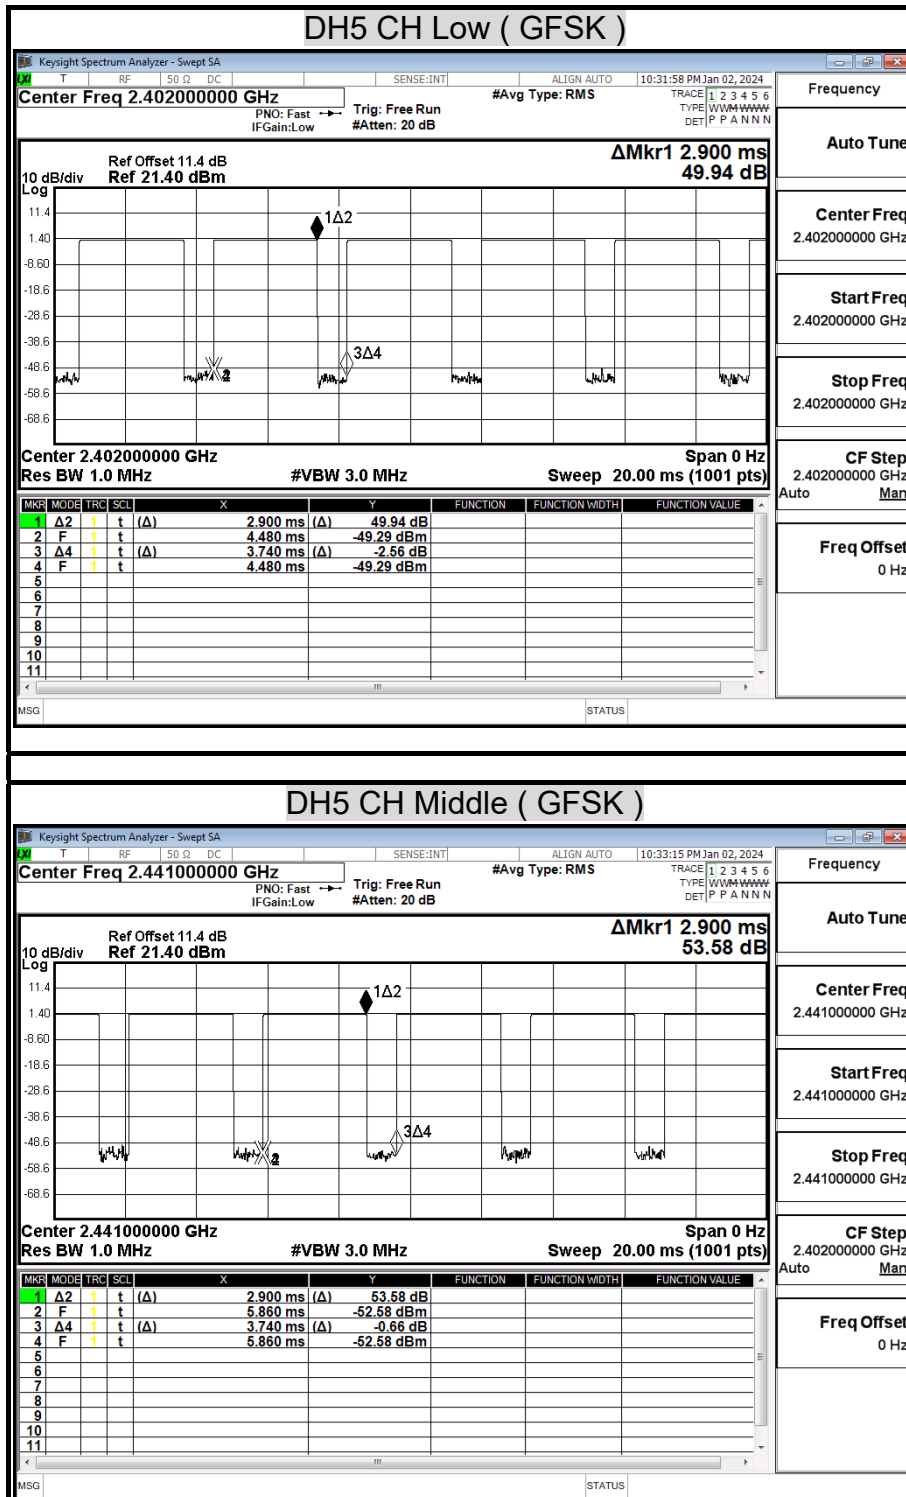 DH5 CH Low ( GFSK )
Keysight Spectrum Analyzer - Swept SA
LXI T RF 50 Ω DC SENSE:INT ALIGN AUTO 10:31:58 PM Jan 02, 2024
Center Freq 2.402000000 GHz #Avg Type: RMS TRACE 1 2 3 4 5 6
PNO: Fast Trig: Free Run TYPE WWMWWWW
IFGain:Low #Atten: 20 dB DET P P A N N N
Frequency
Auto Tune
ΔMkr1 2.900 ms
49.94 dB
Ref Offset 11.4 dB
10 dB/div Ref 21.40 dBm
Log
11.4
1.40
-8.60
-18.6
-28.6
-38.6
-48.6
-58.6
-68.6
1Δ2
3Δ4
2
Center Freq
2.402000000 GHz
Start Freq
2.402000000 GHz
Stop Freq
2.402000000 GHz
CF Step
2.402000000 GHz
Auto Man
Freq Offset
0 Hz
Center 2.402000000 GHz Span 0 Hz
Res BW 1.0 MHz #VBW 3.0 MHz Sweep 20.00 ms (1001 pts)
MKR MODE TRC SCL X Y FUNCTION FUNCTION WIDTH FUNCTION VALUE
1 Δ2 1 t (Δ) 2.900 ms (Δ) 49.94 dB
2 F 1 t 4.480 ms -49.29 dBm
3 Δ4 1 t (Δ) 3.740 ms (Δ) -2.56 dB
4 F 1 t 4.480 ms -49.29 dBm
5
6
7
8
9
10
11
MSG STATUS
DH5 CH Middle ( GFSK )
Keysight Spectrum Analyzer - Swept SA
LXI T RF 50 Ω DC SENSE:INT ALIGN AUTO 10:33:15 PM Jan 02, 2024
Center Freq 2.441000000 GHz #Avg Type: RMS TRACE 1 2 3 4 5 6
PNO: Fast Trig: Free Run TYPE WWMWWWW
IFGain:Low #Atten: 20 dB DET P P A N N N
Frequency
Auto Tune
ΔMkr1 2.900 ms
53.58 dB
Ref Offset 11.4 dB
10 dB/div Ref 21.40 dBm
Log
11.4
1.40
-8.60
-18.6
-28.6
-38.6
-48.6
-58.6
-68.6
1Δ2
3Δ4
2
Center Freq
2.441000000 GHz
Start Freq
2.441000000 GHz
Stop Freq
2.441000000 GHz
CF Step
2.402000000 GHz
Auto Man
Freq Offset
0 Hz
Center 2.441000000 GHz Span 0 Hz
Res BW 1.0 MHz #VBW 3.0 MHz Sweep 20.00 ms (1001 pts)
MKR MODE TRC SCL X Y FUNCTION FUNCTION WIDTH FUNCTION VALUE
1 Δ2 1 t (Δ) 2.900 ms (Δ) 53.58 dB
2 F 1 t 5.860 ms -52.58 dBm
3 Δ4 1 t (Δ) 3.740 ms (Δ) -0.66 dB
4 F 1 t 5.860 ms -52.58 dBm
5
6
7
8
9
10
11
MSG STATUS